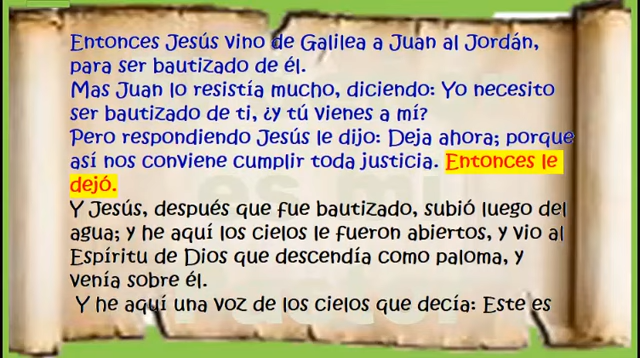 Entonces Jesús vino de Galilea a Juan al Jordán,
para ser bautizado de él.
Mas Juan lo resistía mucho, diciendo: Yo necesito
ser bautizado de ti, ¿y tú vienes a mí?
Pero respondiendo Jesús le dijo: Deja ahora; porque
así nos conviene cumplir toda justicia. Entonces le
dejó.
Y Jesús, después que fue bautizado, subió luego del
agua; y he aquí los cielos le fueron abiertos, y vio al
Espíritu de Dios que descendía como paloma, y
venía sobre él.
Y he aquí una voz de los cielos que decía: Este es